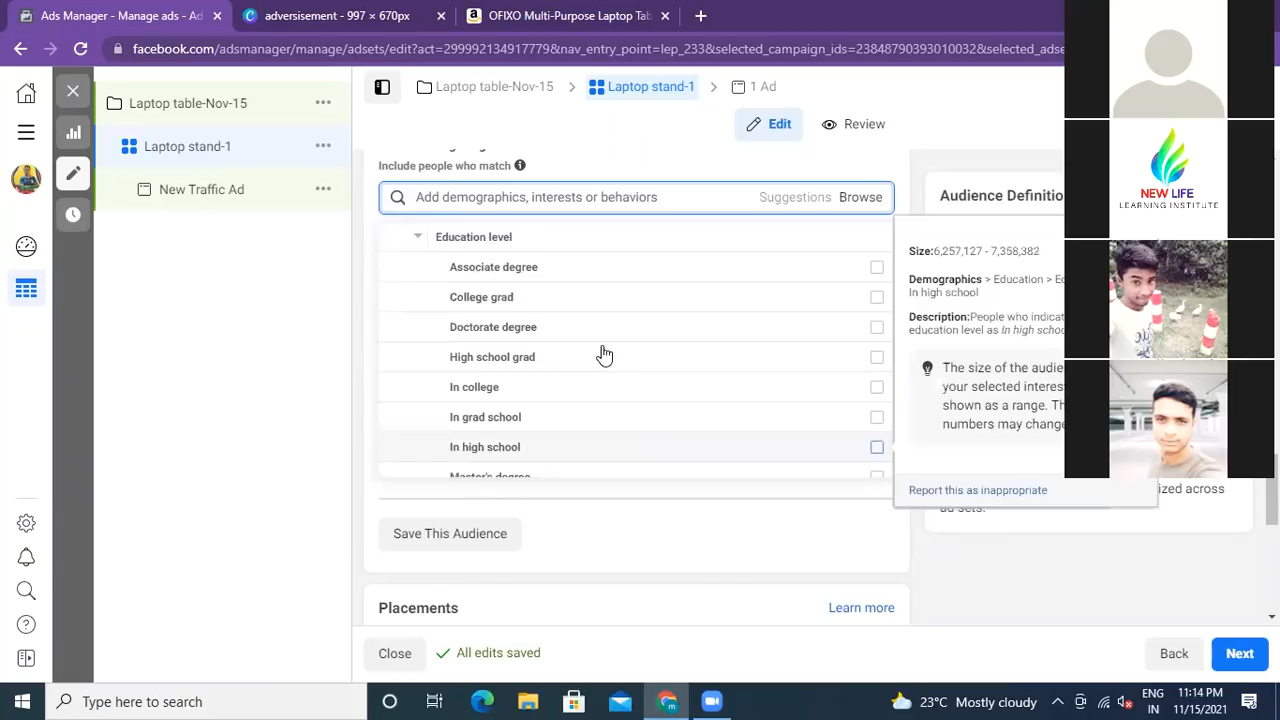 Ads Manager - Manage ads - Ads
advertisement - 997 × 670px
OFIXO Multi-Purpose Laptop Tabl
facebook.com/adsmanager/manage/adsets/edit?act=299992134917779&nav_entry_point=lep_233&selected_campaign_ids=23848790393010032&selected_adse
Laptop table-Nov-15
Laptop stand-1
New Traffic Ad
Laptop table-Nov-15
Laptop stand-1
1 Ad
Edit
Review
Include people who match
Add demographics, interests or behaviors
Suggestions
Browse
Education level
Associate degree
College grad
Doctorate degree
High school grad
In college
In grad school
In high school
Master's degree
Audience Definitio
Size:6,257,127 - 7,358,382
Demographics > Education > Ed
In high school
Description:People who indicat
education level as In high schoo
The size of the audie
your selected interes
shown as a range. Th
numbers may change
Report this as inappropriate
ized across
ad sets.
NEW LIFE
LEARNING INSTITUTE
Save This Audience
Placements
Learn more
Close
All edits saved
Back
Next
Type here to search
23°C Mostly cloudy
ENG
IN
11:14 PM
11/15/2021